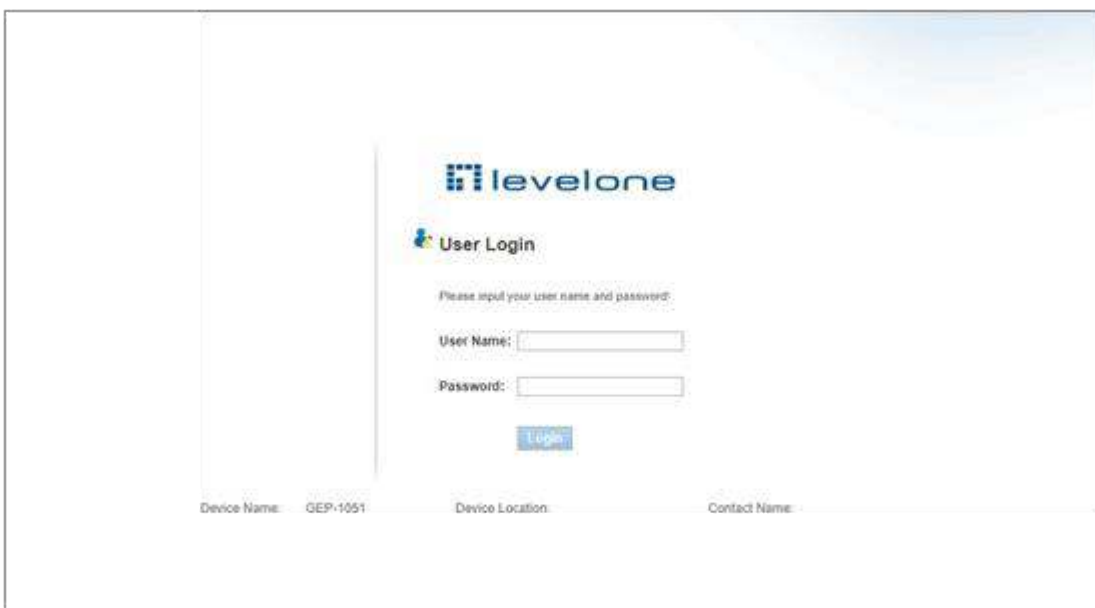 levelone
User Login
Please input your user name and password!
User Name:
Password:
Login
Device Name: GEP-1051 Device Location: Contact Name: